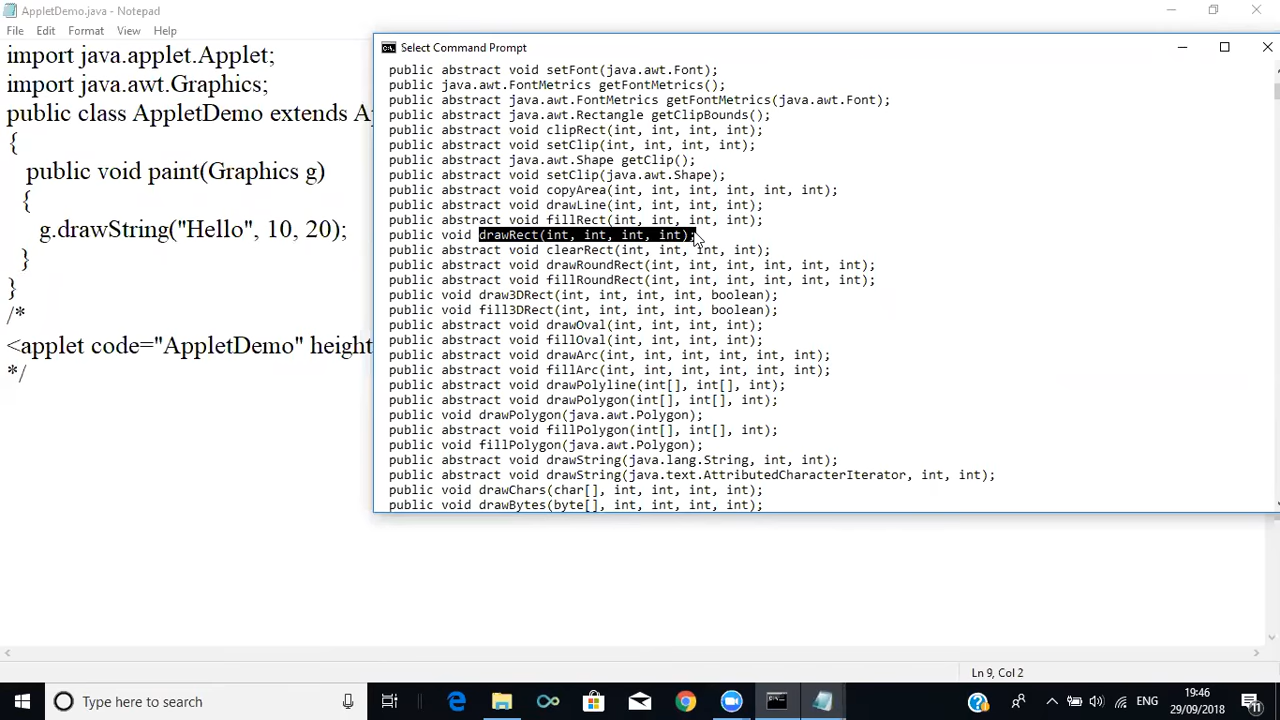 AppletDemo.java - Notepad
File Edit Format View Help
import java.applet.Applet;
import java.awt.Graphics;
public class AppletDemo extends Ap
{
public void paint(Graphics g)
{
g.drawString("Hello", 10, 20);
}
}
/*
<applet code="AppletDemo" height
*/
Select Command Prompt
public abstract void setFont(java.awt.Font);
public java.awt.FontMetrics getFontMetrics();
public abstract java.awt.FontMetrics getFontMetrics(java.awt.Font);
public abstract java.awt.Rectangle getClipBounds();
public abstract void clipRect(int, int, int, int);
public abstract void setClip(int, int, int, int);
public abstract java.awt.Shape getClip();
public abstract void setClip(java.awt.Shape);
public abstract void copyArea(int, int, int, int, int, int);
public abstract void drawLine(int, int, int, int);
public abstract void fillRect(int, int, int, int);
public void drawRect(int, int, int, int);
public abstract void clearRect(int, int, int, int);
public abstract void drawRoundRect(int, int, int, int, int, int);
public abstract void fillRoundRect(int, int, int, int, int, int);
public void draw3DRect(int, int, int, int, boolean);
public void fill3DRect(int, int, int, int, boolean);
public abstract void drawOval(int, int, int, int);
public abstract void fillOval(int, int, int, int);
public abstract void drawArc(int, int, int, int, int, int);
public abstract void fillArc(int, int, int, int, int, int);
public abstract void drawPolyline(int[], int[], int);
public abstract void drawPolygon(int[], int[], int);
public void drawPolygon(java.awt.Polygon);
public abstract void fillPolygon(int[], int[], int);
public void fillPolygon(java.awt.Polygon);
public abstract void drawString(java.lang.String, int, int);
public abstract void drawString(java.text.AttributedCharacterIterator, int, int);
public void drawChars(char[], int, int, int, int);
public void drawBytes(byte[], int, int, int, int);
Ln 9, Col 2
Type here to search
ENG
19:46
29/09/2018
11